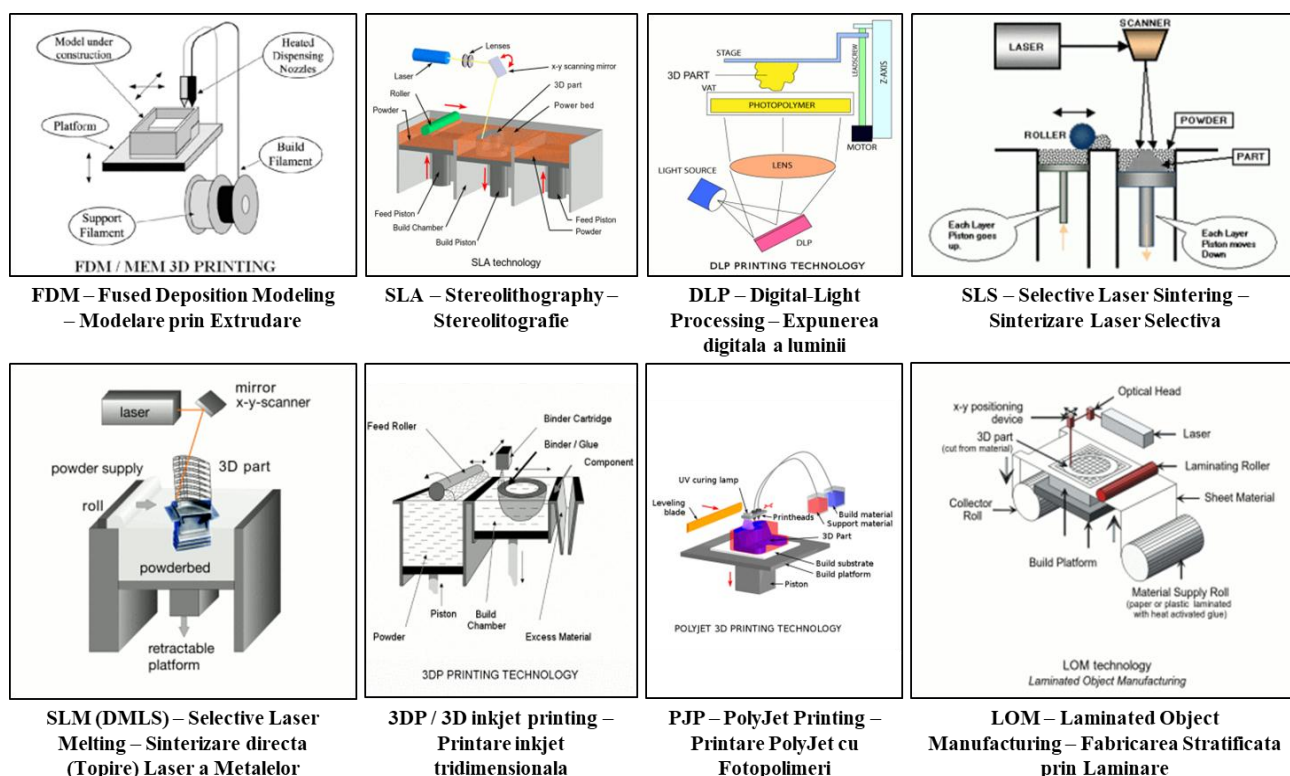 Model under
construction
Heated
Dispensing
Nozzles
Platform
Build
Filament
Support
Filament
FDM / MEM 3D PRINTING
FDM – Fused Deposition Modeling
– Modelare prin Extrudare
Lenses
Laser
x-y scanning mirror
Roller
3D part
Powder
Power bed
Feed Piston
Build Chamber
Build Piston
Feed Piston
Powder
SLA technology
SLA – Stereolithography –
Stereolitografie
STAGE
3D PART
VAT
PHOTOPOLYMER
LEADSCREW
Z-AXIS
MOTOR
LENS
LIGHT SOURCE
DLP
DLP PRINTING TECHNOLOGY
DLP – Digital-Light
Processing – Expunerea
digitala a luminii
SCANNER
LASER
ROLLER
POWDER
PART
Each Layer
Piston goes
up.
Each Layer
Piston moves
Down
SLS – Selective Laser Sintering –
Sinterizare Laser Selectiva
mirror
x-y-scanner
laser
powder supply
3D part
roll
powderbed
retractable
platform
SLM (DMLS) – Selective Laser
Melting – Sinterizare directa
(Topire) Laser a Metalelor
Feed Roller
Binder Cartridge
Binder / Glue
Component
Piston
Build
Chamber
Powder
Excess Material
3DP PRINTING TECHNOLOGY
3DP / 3D inkjet printing –
Printare inkjet
tridimensionala
UV curing lamp
Leveling
blade
Printheads
Build material
Support material
3D Part
Build substrate
Build platform
Piston
POLYJET 3D PRINTING TECHNOLOGY
PJP – PolyJet Printing –
Printare PolyJet cu
Fotopolimeri
Optical Head
x-y positioning
device
3D part
(cut from material)
Laser
Laminating Roller
Collector
Roll
Sheet Material
Build Platform
Material Supply Roll
(paper or plastic laminated
with heat activated glue)
LOM technology
Laminated Object Manufacturing
LOM – Laminated Object
Manufacturing – Fabricarea Stratificata
prin Laminare